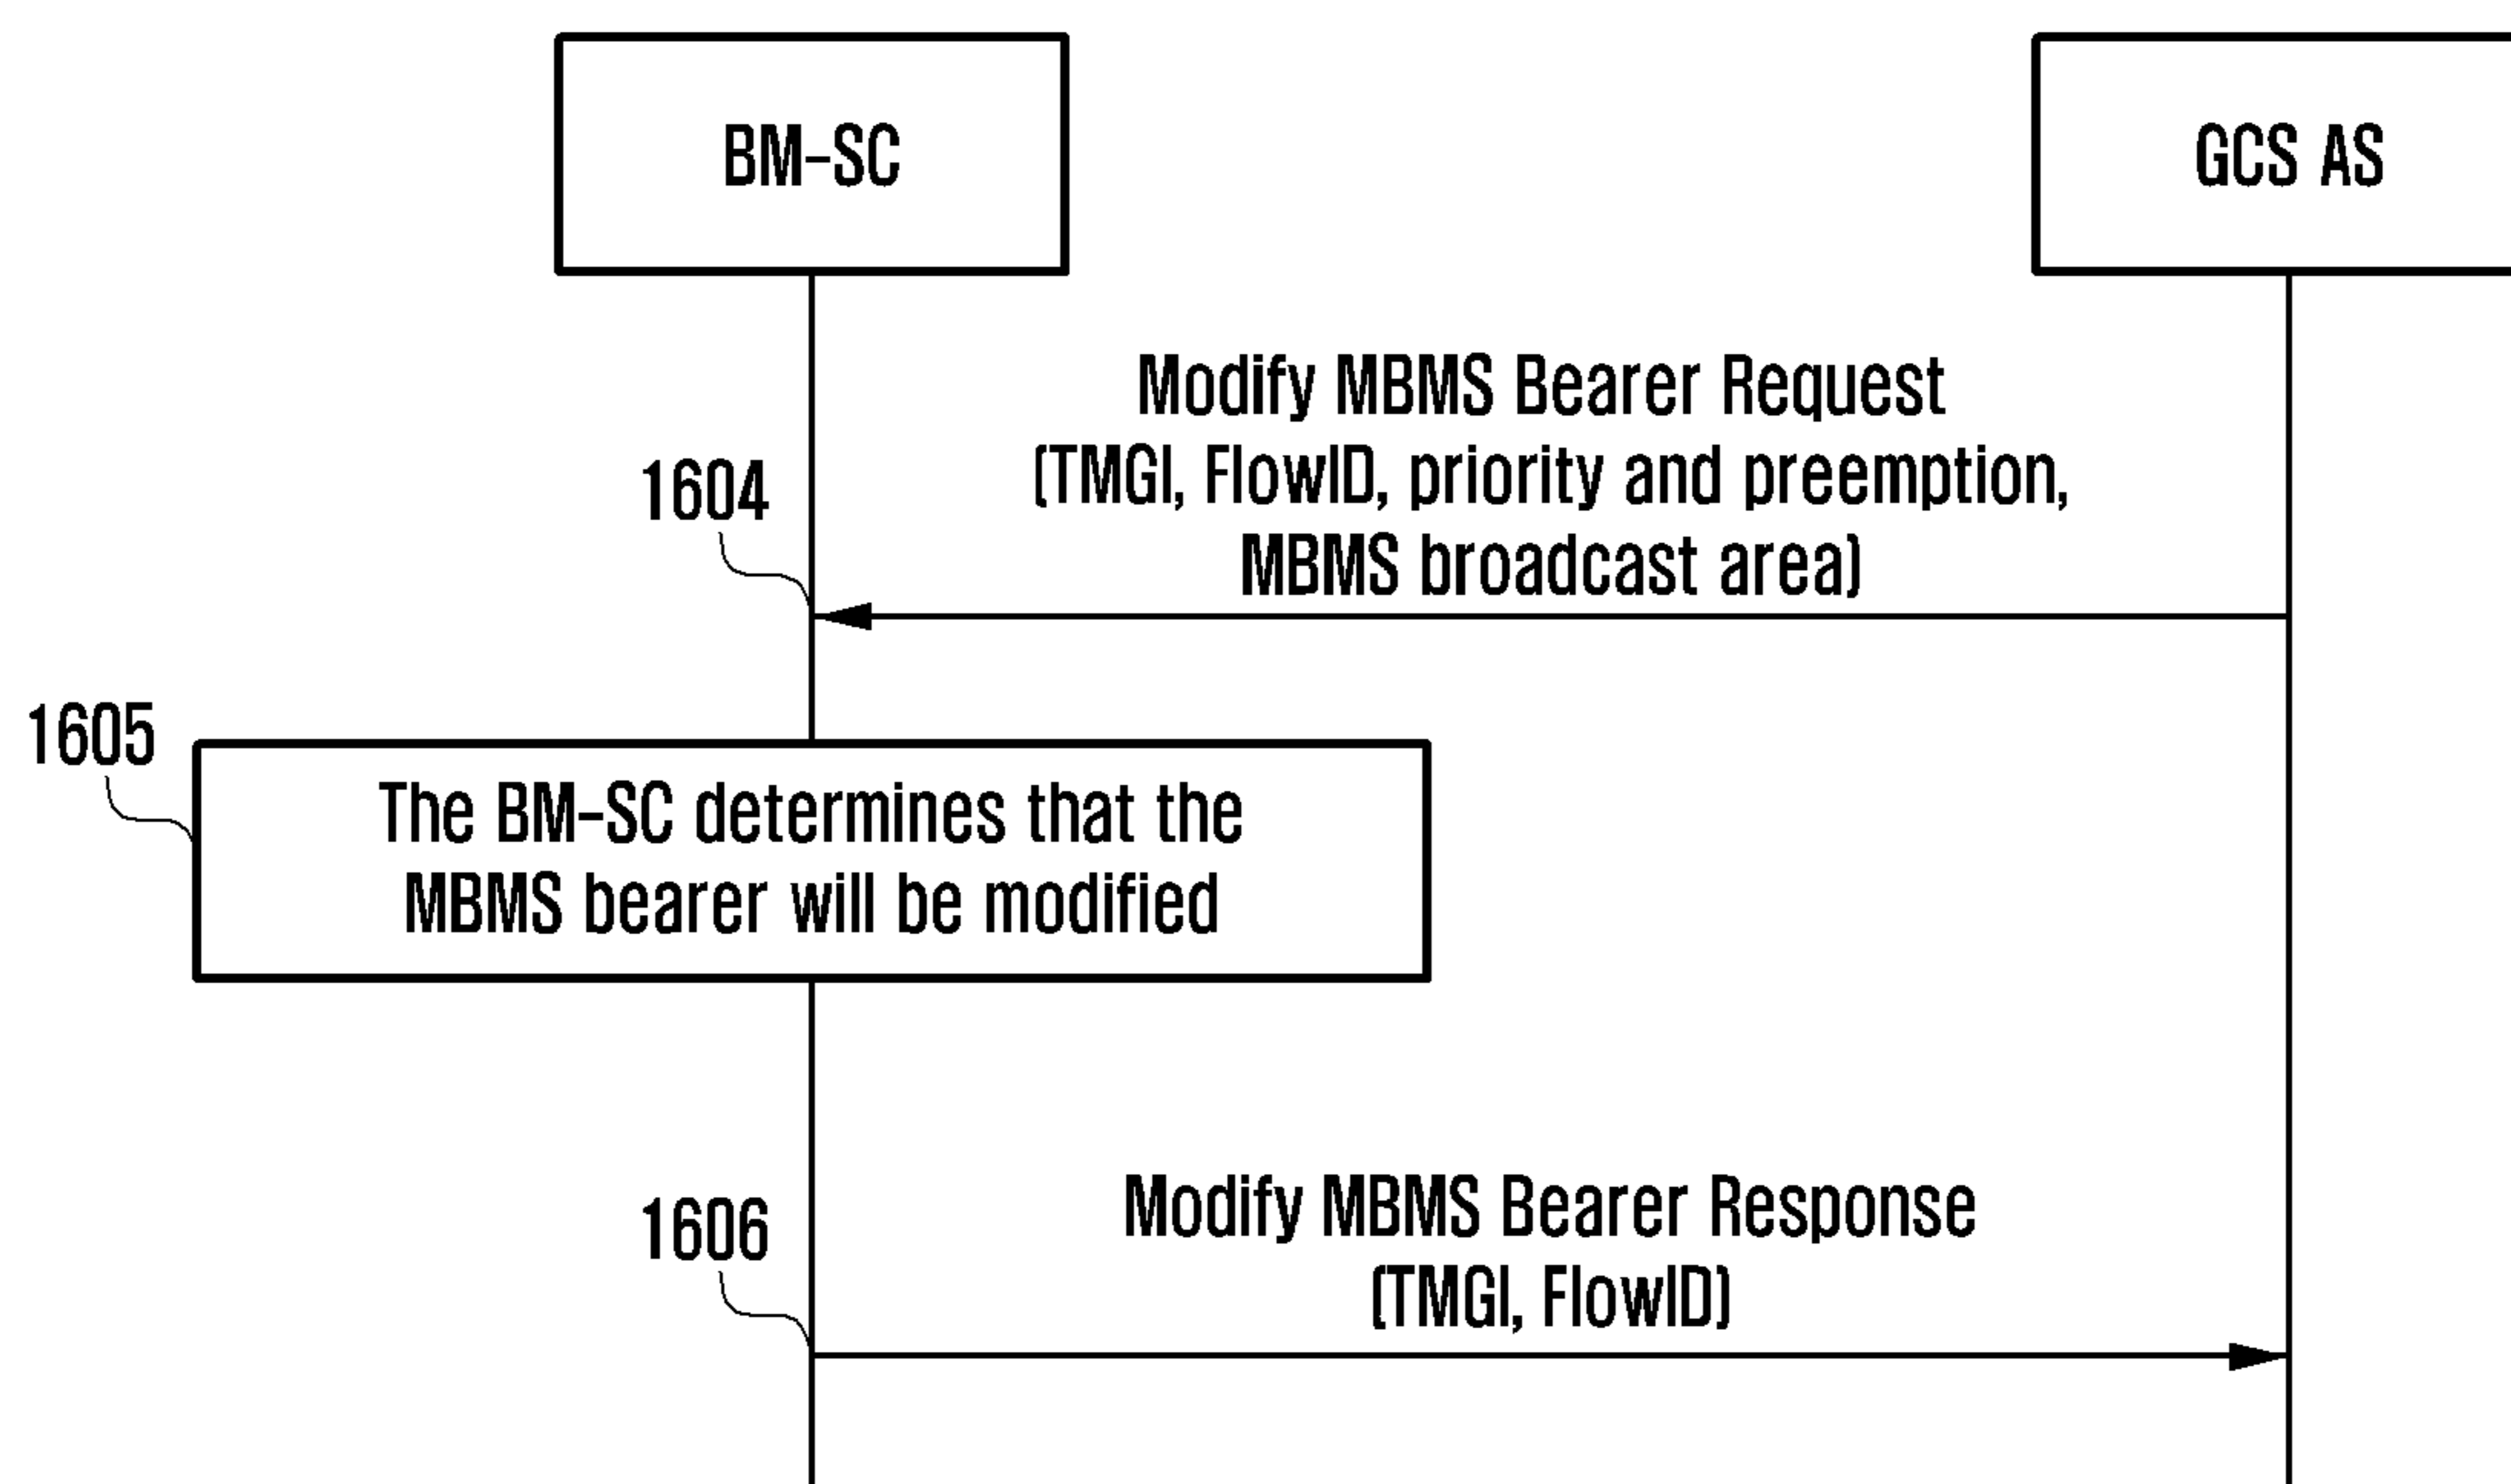 BM-SC
GCS AS
Modify MBMS Bearer Request
(TMGI, FlowID, priority and preemption,
MBMS broadcast area)
1604
1605
The BM-SC determines that the
MBMS bearer will be modified
Modify MBMS Bearer Response
(TMGI, FlowID)
1606